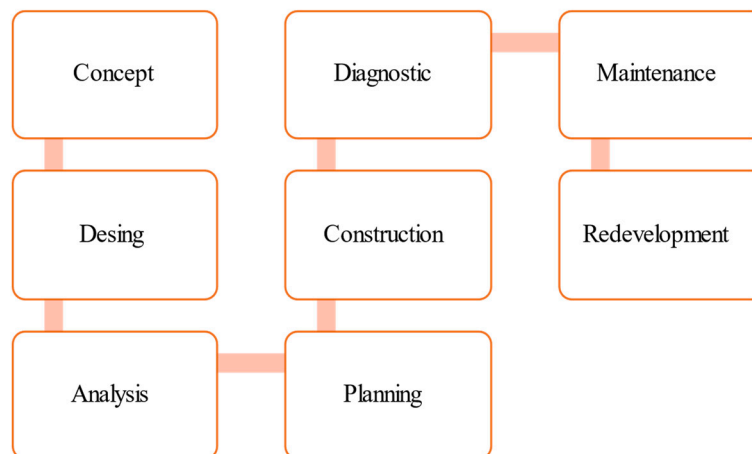 Concept
Desing
Analysis
Planning
Construction
Diagnostic
Maintenance
Redevelopment